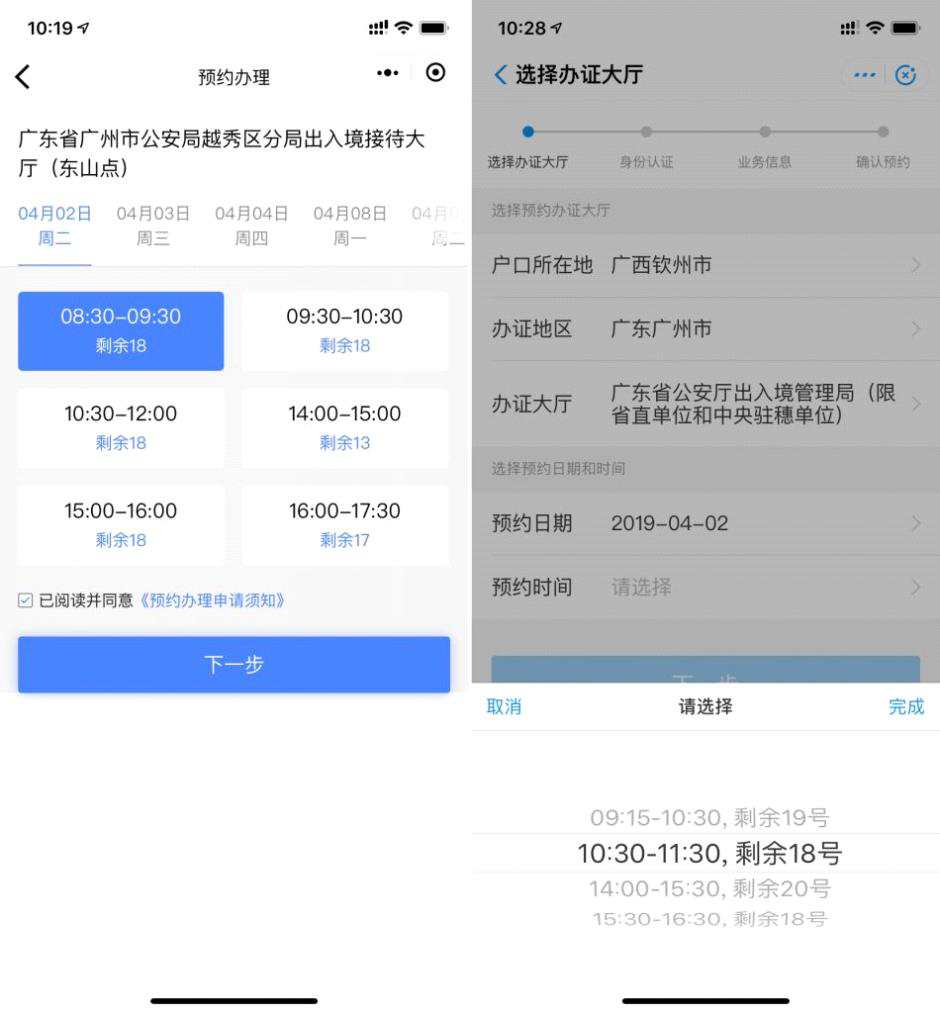 10:19
预约办理
广东省广州市公安局越秀区分局出入境接待大
厅（东山点）
04月02日 04月03日 04月04日 04月08日 04月0
周二 周三 周四 周一 周二
08:30-09:30
剩余18
09:30-10:30
剩余18
10:30-12:00
剩余18
14:00-15:00
剩余13
15:00-16:00
剩余18
16:00-17:30
剩余17
已阅读并同意《预约办理申请须知》
下一步
10:28
选择办证大厅
选择办证大厅 身份认证 业务信息 确认预约
选择预约办证大厅
户口所在地 广西钦州市
办证地区 广东广州市
办证大厅 广东省公安厅出入境管理局（限
省直单位和中央驻穗单位）
选择预约日期和时间
预约日期 2019-04-02
预约时间 请选择
下一步
取消 请选择 完成
09:15-10:30, 剩余19号
10:30-11:30, 剩余18号
14:00-15:30, 剩余20号
15:30-16:30, 剩余18号